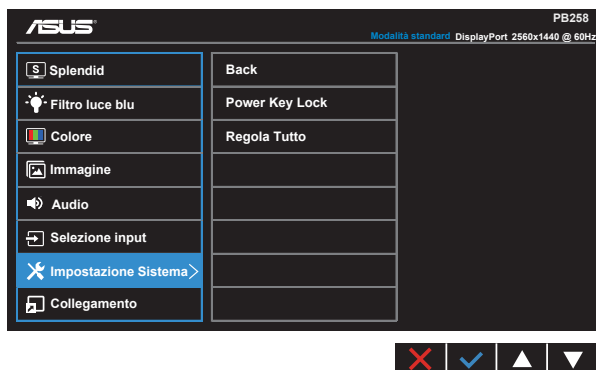 ASUS
PB258
Modalità standard DisplayPort 2560x1440 @ 60Hz
S Splendid
Filtro luce blu
Colore
Immagine
Audio
Selezione input
Impostazione Sistema
Collegamento
Back
Power Key Lock
Regola Tutto